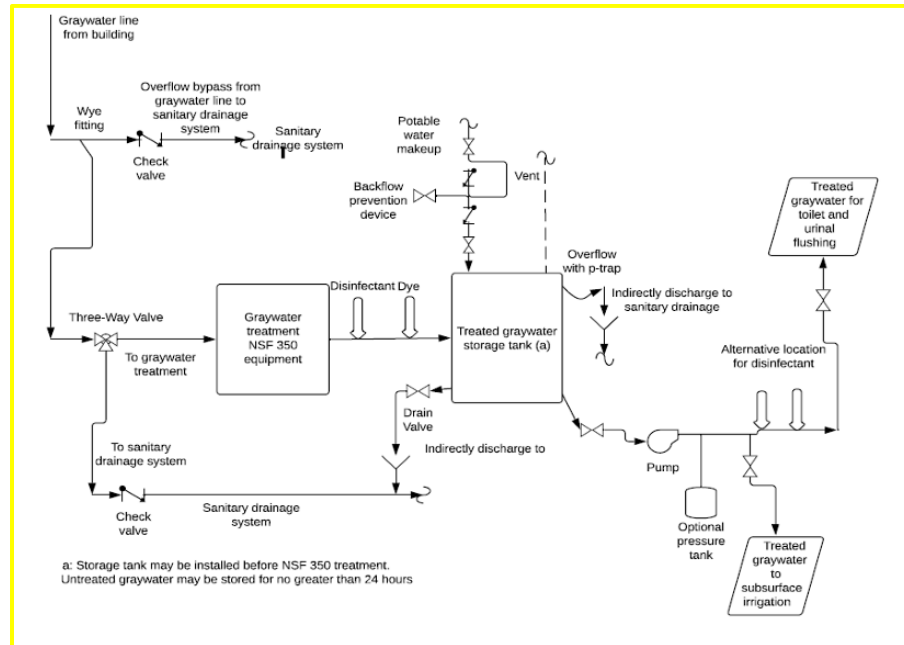 Graywater line
from building
Overflow bypass from
graywater line to
sanitary drainage
system
Wye
fitting
Check
valve
Sanitary
drainage system
Potable
water
makeup
Vent
Backflow
prevention
device
Treated
graywater for
toilet and
urinal
flushing
Overflow
with p-trap
Indirectly discharge to
sanitary drainage
Disinfectant Dye
Three-Way Valve
To graywater
treatment
Graywater
treatment
NSF 350
equipment
Treated graywater
storage tank (a)
Alternative location
for disinfectant
Drain
Valve
Indirectly discharge to
To sanitary
drainage system
Check
valve
Sanitary drainage
system
Pump
Optional
pressure
tank
Treated
graywater
to
subsurface
irrigation
a: Storage tank may be installed before NSF 350 treatment.
Untreated graywater may be stored for no greater than 24 hours